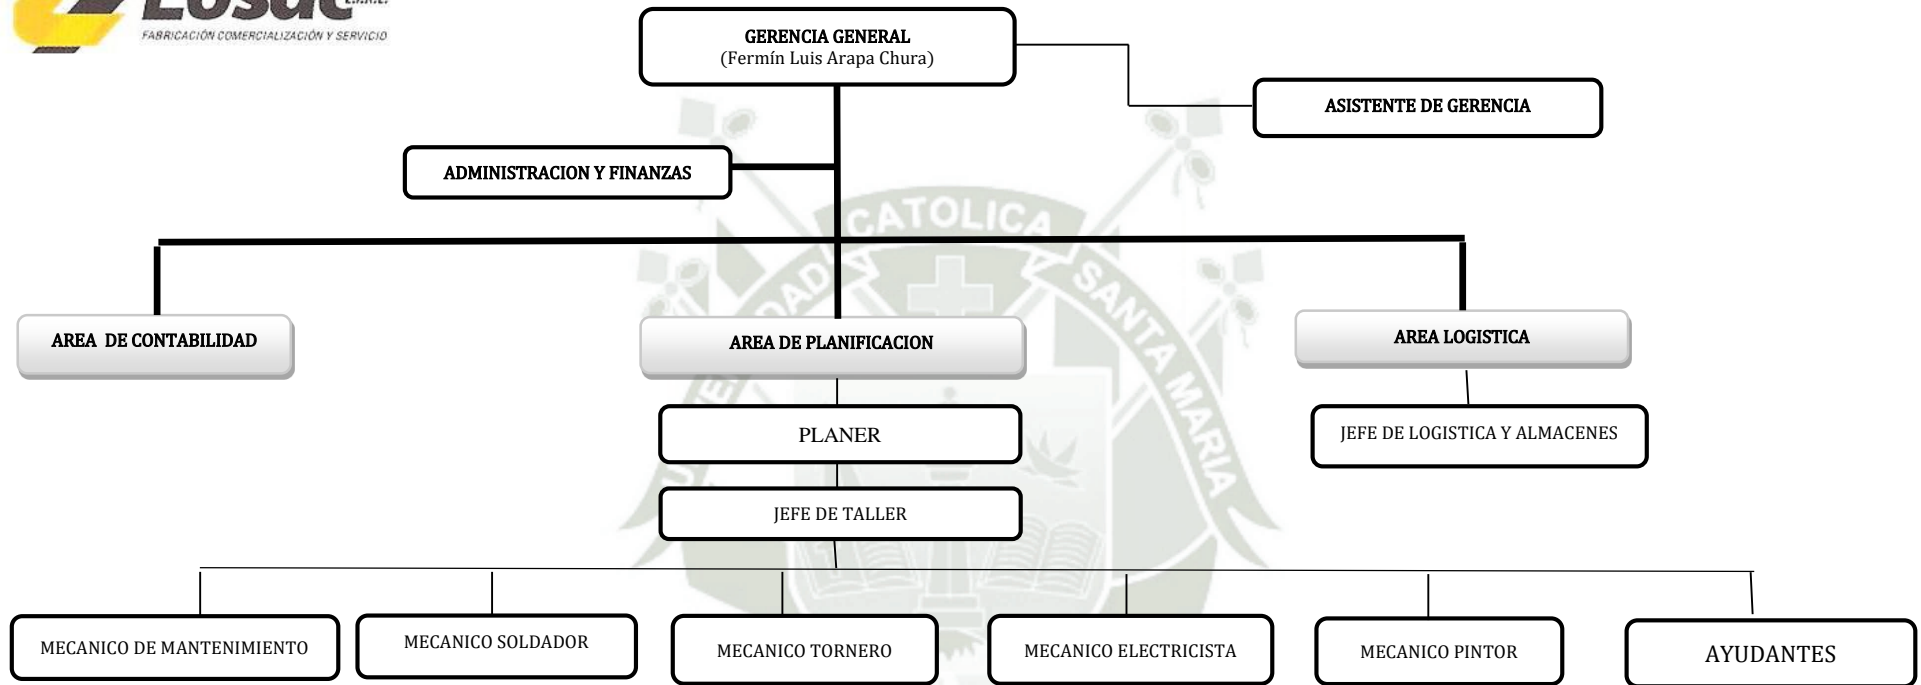 FABRICACIÓN COMERCIALIZACIÓN Y SERVICIO
GERENCIA GENERAL
(Fermín Luis Arapa Chura)
ASISTENTE DE GERENCIA
ADMINISTRACION Y FINANZAS
CATOLICA
SANTA MARIA
AREA DE CONTABILIDAD
AREA DE PLANIFICACION
AREA LOGISTICA
PLANER
JEFE DE LOGISTICA Y ALMACENES
JEFE DE TALLER
MECANICO DE MANTENIMIENTO
MECANICO SOLDADOR
MECANICO TORNERO
MECANICO ELECTRICISTA
MECANICO PINTOR
AYUDANTES